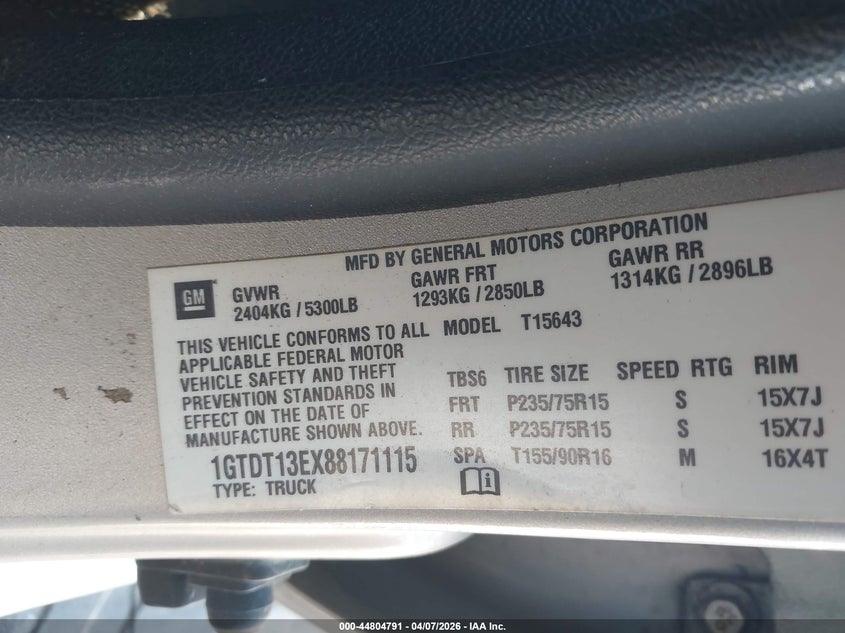 MFD BY GENERAL MOTORS CORPORATION
GM
GVWR GAWR FRT GAWR RR
2404KG / 5300LB 1293KG / 2850LB 1314KG / 2896LB
THIS VEHICLE CONFORMS TO ALL
APPLICABLE FEDERAL MOTOR
VEHICLE SAFETY AND THEFT
PREVENTION STANDARDS IN
EFFECT ON THE DATE OF
MANUFACTURE SHOWN ABOVE.
1GTDT13EX88171115
TYPE: TRUCK
MODEL T15643
TBS6 TIRE SIZE SPEED RTG RIM
FRT P235/75R15 S 15X7J
RR P235/75R15 S 15X7J
SPA T155/90R16 M 16X4T
000-44804791 - 04/07/2026 - IAA Inc.